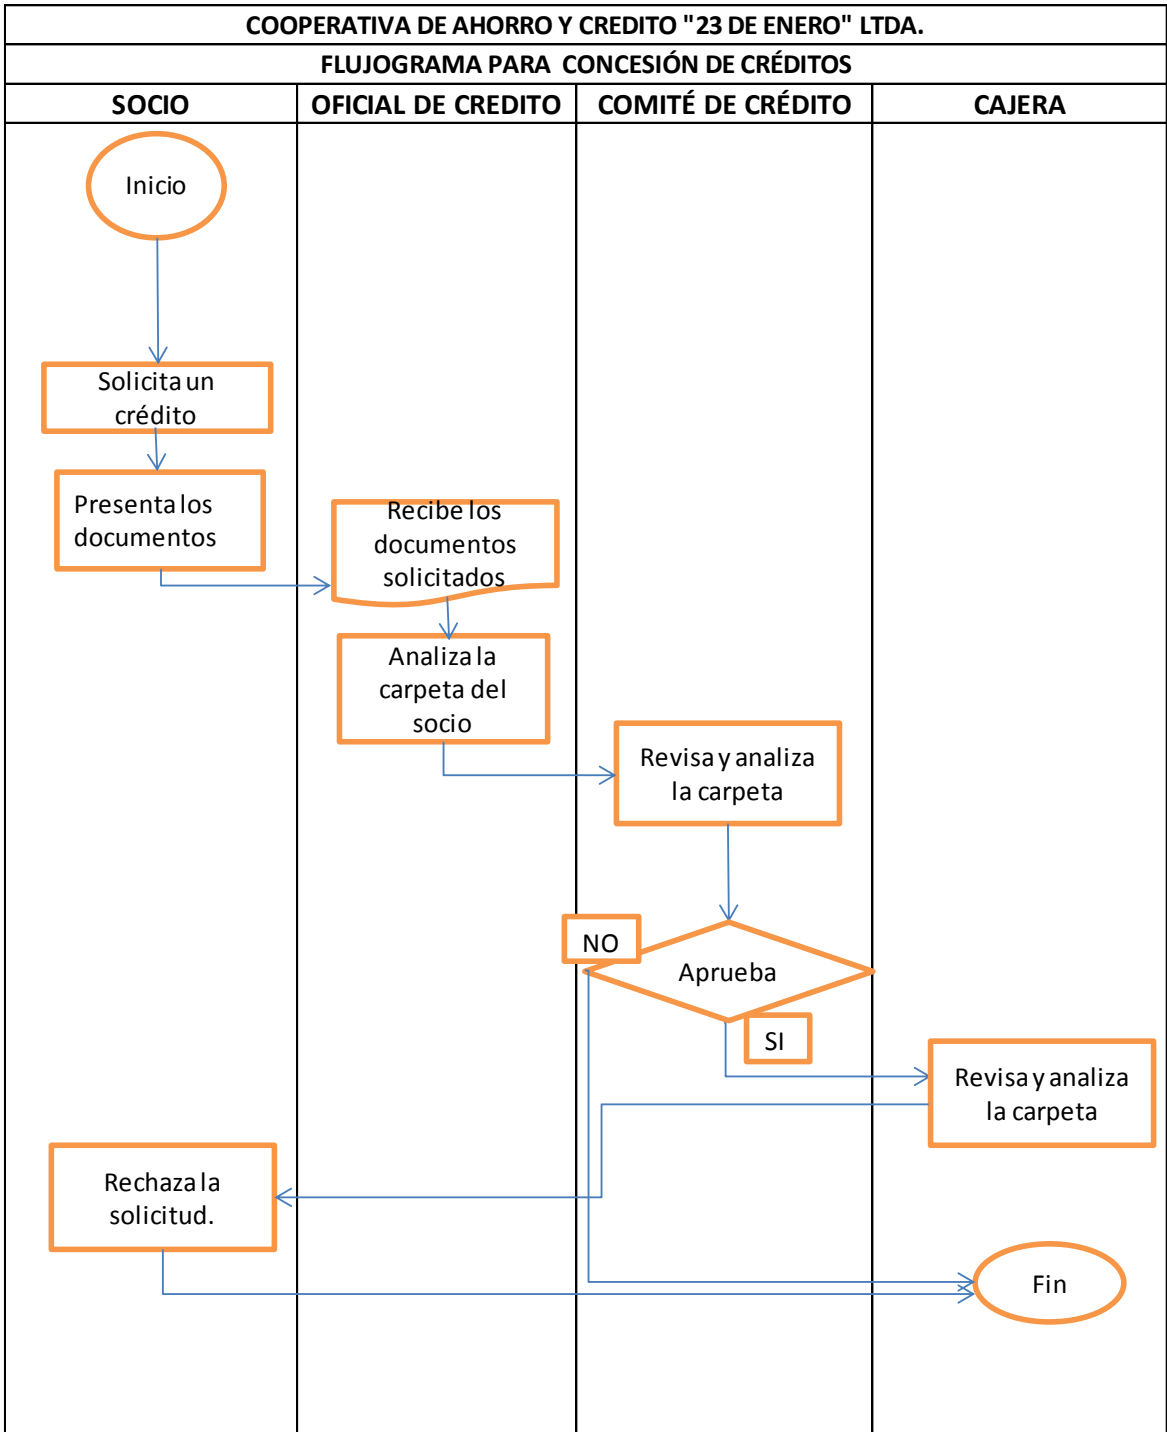 COOPERATIVA DE AHORRO Y CREDITO "23 DE ENERO" LTDA.
FLUJOGRAMA PARA CONCESIÓN DE CRÉDITOS
SOCIO
OFICIAL DE CREDITO
COMITÉ DE CRÉDITO
CAJERA
Inicio
Solicita un
crédito
Presenta los
documentos
Recibe los
documentos
solicitados
Analiza la
carpeta del
socio
Revisa y analiza
la carpeta
NO
Aprueba
SI
Revisa y analiza
la carpeta
Rechaza la
solicitud.
Fin